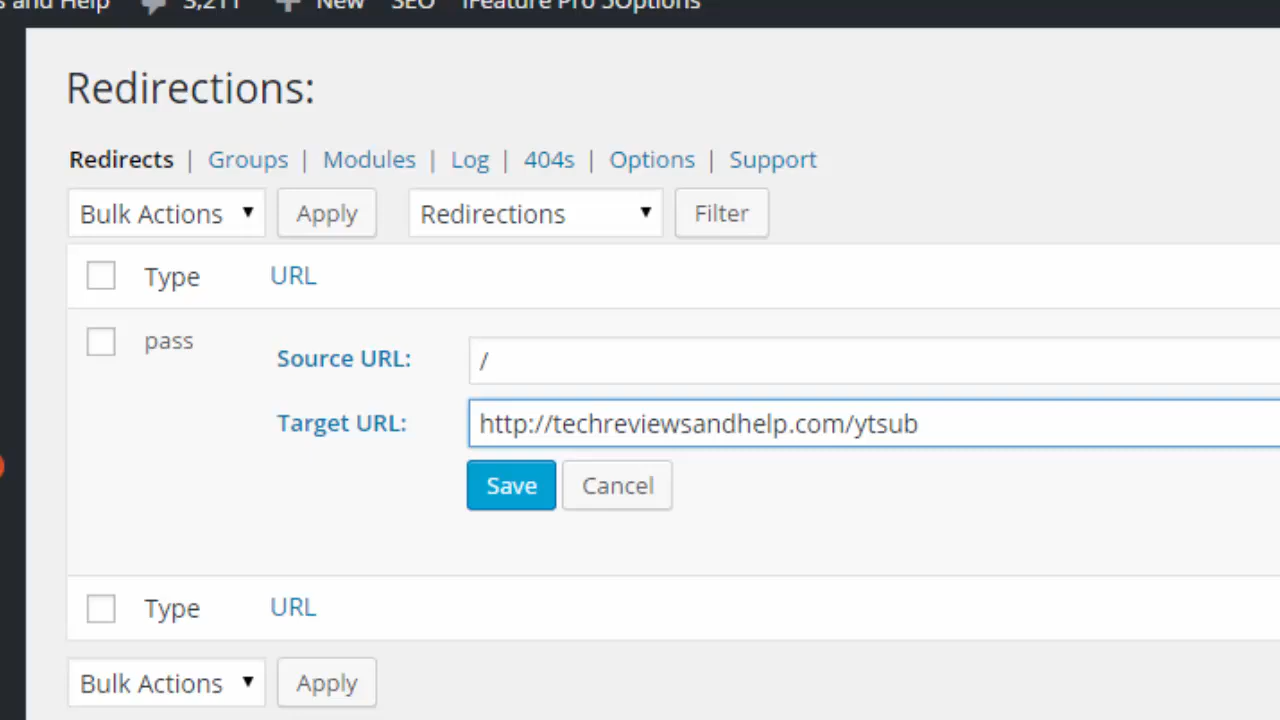 s and Help 3,211 New SEO iFeature Pro 5Options
Redirections:
Redirects | Groups | Modules | Log | 404s | Options | Support
Bulk Actions Apply Redirections Filter
Type URL
pass
Source URL: /
Target URL: http://techreviewsandhelp.com/ytsub
Save Cancel
Type URL
Bulk Actions Apply